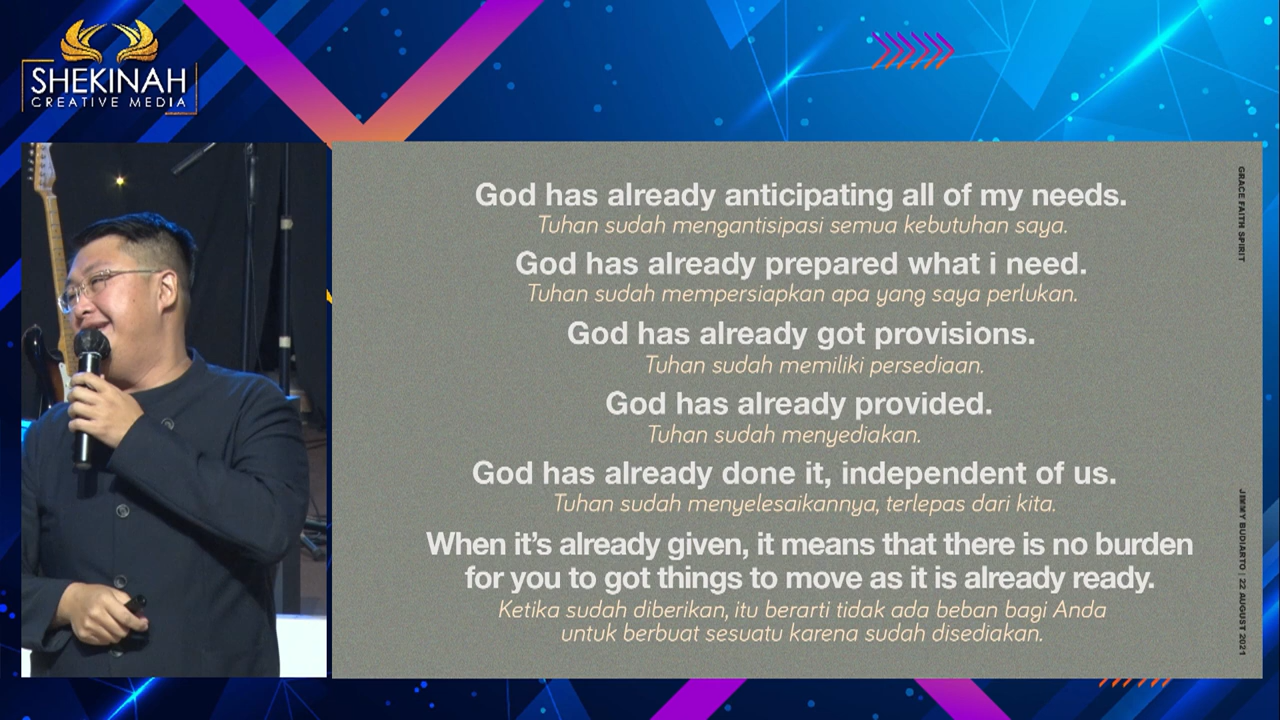 SHEKINAH
CREATIVE MEDIA
God has already anticipating all of my needs.
Tuhan sudah mengantisipasi semua kebutuhan saya.
God has already prepared what i need.
Tuhan sudah mempersiapkan apa yang saya perlukan.
God has already got provisions.
Tuhan sudah memiliki persediaan.
God has already provided.
Tuhan sudah menyediakan.
God has already done it, independent of us.
Tuhan sudah menyelesaikannya, terlepas dari kita.
When it's already given, it means that there is no burden
for you to got things to move as it is already ready.
Ketika sudah diberikan, itu berarti tidak ada beban bagi Anda
untuk berbuat sesuatu karena sudah disediakan.
GRACE FAITH SPIRIT
JIMMY BUDIARTO | 22 AUGUST 2021